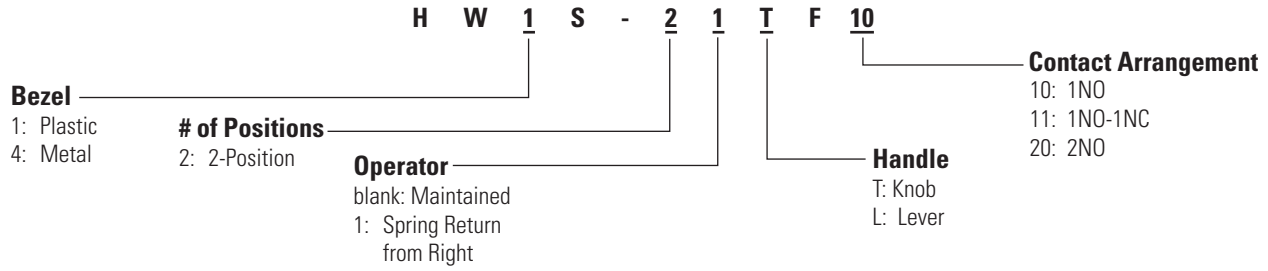 H W 1 S - 2 1 T F 10
Bezel
1: Plastic
4: Metal
# of Positions
2: 2-Position
Operator
blank: Maintained
1: Spring Return
from Right
Handle
T: Knob
L: Lever
Contact Arrangement
10: 1NO
11: 1NO-1NC
20: 2NO